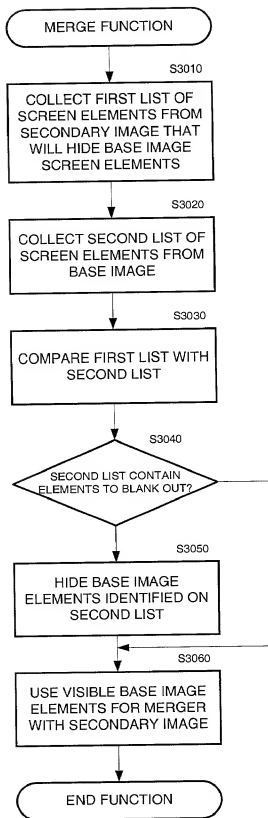 MERGE FUNCTION
S3010
COLLECT FIRST LIST OF
SCREEN ELEMENTS FROM
SECONDARY IMAGE THAT
WILL HIDE BASE IMAGE
SCREEN ELEMENTS
S3020
COLLECT SECOND LIST OF
SCREEN ELEMENTS FROM
BASE IMAGE
S3030
COMPARE FIRST LIST WITH
SECOND LIST
S3040
SECOND LIST CONTAIN
ELEMENTS TO BLANK OUT?
S3050
HIDE BASE IMAGE
ELEMENTS IDENTIFIED ON
SECOND LIST
S3060
USE VISIBLE BASE IMAGE
ELEMENTS FOR MERGER
WITH SECONDARY IMAGE
END FUNCTION